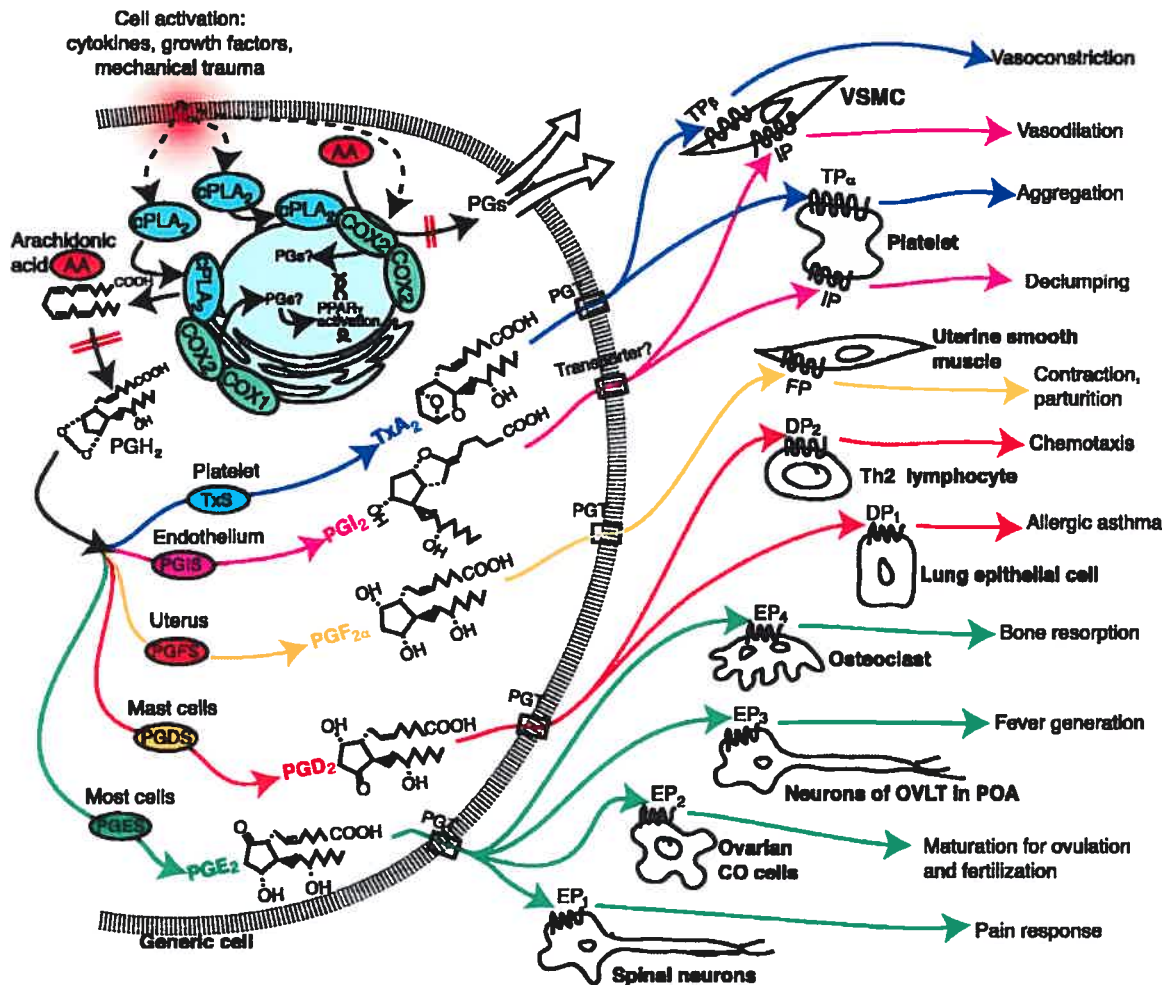 Cell activation:
cytokines, growth factors,
mechanical trauma
AA
cPLA₂
cPLA₂
cPLA₂
COX2
COX2
PGs
Arachidonic
acid AA
COOH
cPLA₂
PGs?
PGs?
PPARγ
activation
COX2
COX1
COOH
OH
O
O
PGH₂
Platelet
TxS
TxA₂
COOH
OH
O
O
Endothelium
PGIS
PGI₂
COOH
O
OH
OH
Uterus
PGFS
PGF₂α
OH
COOH
OH
OH
Mast cells
PGDS
PGD₂
OH
COOH
OH
O
Most cells
PGES
PGE₂
O
COOH
OH
OH
Generic cell
PGT
Transporter?
PGT
PGT
PGT
TPβ
VSMC
IP
Vasoconstriction
Vasodilation
TPα
Platelet
IP
Aggregation
Declumping
Uterine smooth
muscle
FP
Contraction,
parturition
DP₂
Th2 lymphocyte
Chemotaxis
DP₁
Lung epithelial cell
Allergic asthma
EP₄
Osteoclast
Bone resorption
EP₃
Neurons of OVLT in POA
Fever generation
EP₂
Ovarian
CO cells
Maturation for ovulation
and fertilization
EP₁
Spinal neurons
Pain response